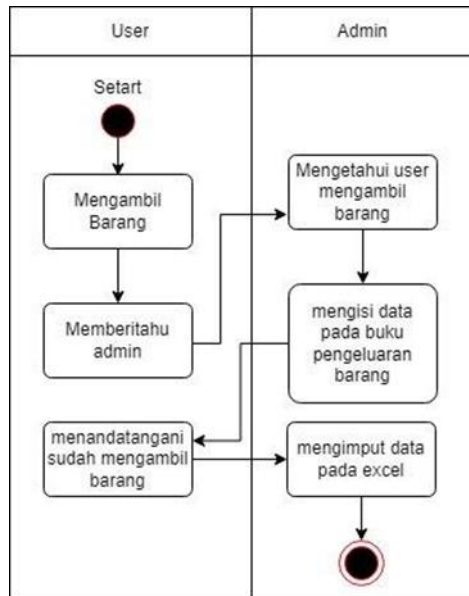 User
Admin
Setart
Mengambil
Barang
Memberitahu
admin
Mengetahui user
mengambil
barang
mengisi data
pada buku
pengeluaran
barang
menandatangani
sudah mengambil
barang
mengimput data
pada excel